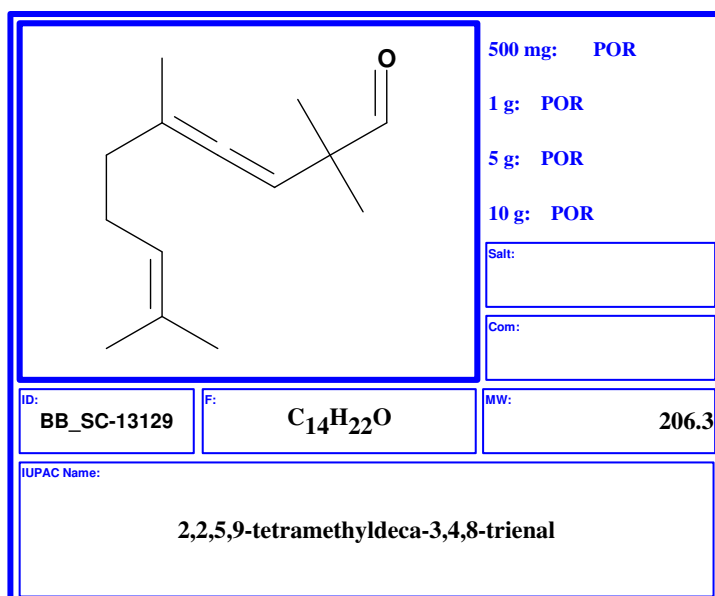 O
500 mg: POR
1 g: POR
5 g: POR
10 g: POR
Salt:
Com:
ID:
BB_SC-13129
F:
C14H22O
MW:
206.3
IUPAC Name:
2,2,5,9-tetramethyldeca-3,4,8-trienal